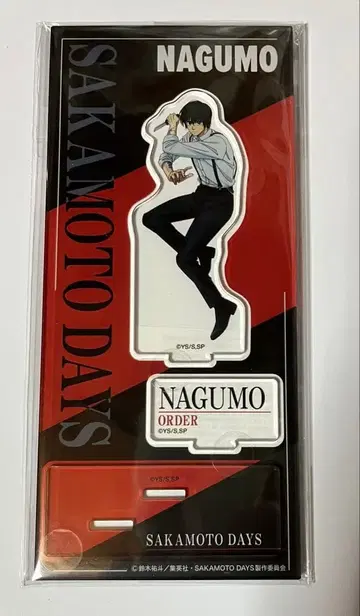 NAGUMO
SAKAMOTO DAYS
©YS/S,SP
NAGUMO
ORDER
©YS/S,SP
©YS/S,SP
SAKAMOTO DAYS
©鈴木祐斗/集英社・SAKAMOTO DAYS製作委員会